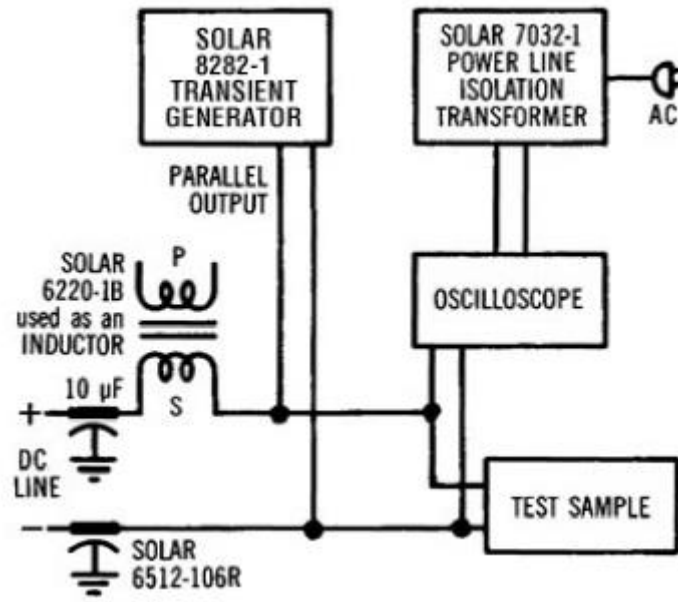 SOLAR
8282-1
TRANSIENT
GENERATOR
SOLAR 7032-1
POWER LINE
ISOLATION
TRANSFORMER
AC
PARALLEL
OUTPUT
SOLAR
6220-1B
used as an
INDUCTOR
P
S
OSCILLOSCOPE
10 µF
+
DC
LINE
−
SOLAR
6512-106R
TEST SAMPLE